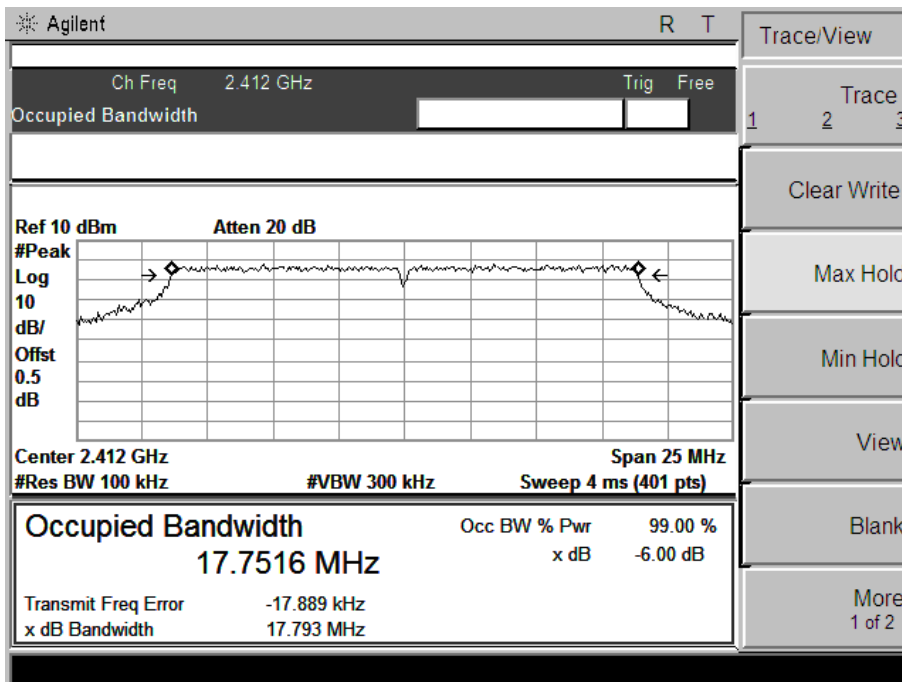 Agilent R T
Ch Freq 2.412 GHz Trig Free
Occupied Bandwidth
Ref 10 dBm Atten 20 dB
#Peak
Log
10
dB/
Offst
0.5
dB
Center 2.412 GHz Span 25 MHz
#Res BW 100 kHz #VBW 300 kHz Sweep 4 ms (401 pts)
Occupied Bandwidth Occ BW % Pwr 99.00 %
17.7516 MHz x dB -6.00 dB
Transmit Freq Error -17.889 kHz
x dB Bandwidth 17.793 MHz
Trace/View
Trace
1 2 3
Clear Write
Max Hold
Min Hold
View
Blank
More
1 of 2